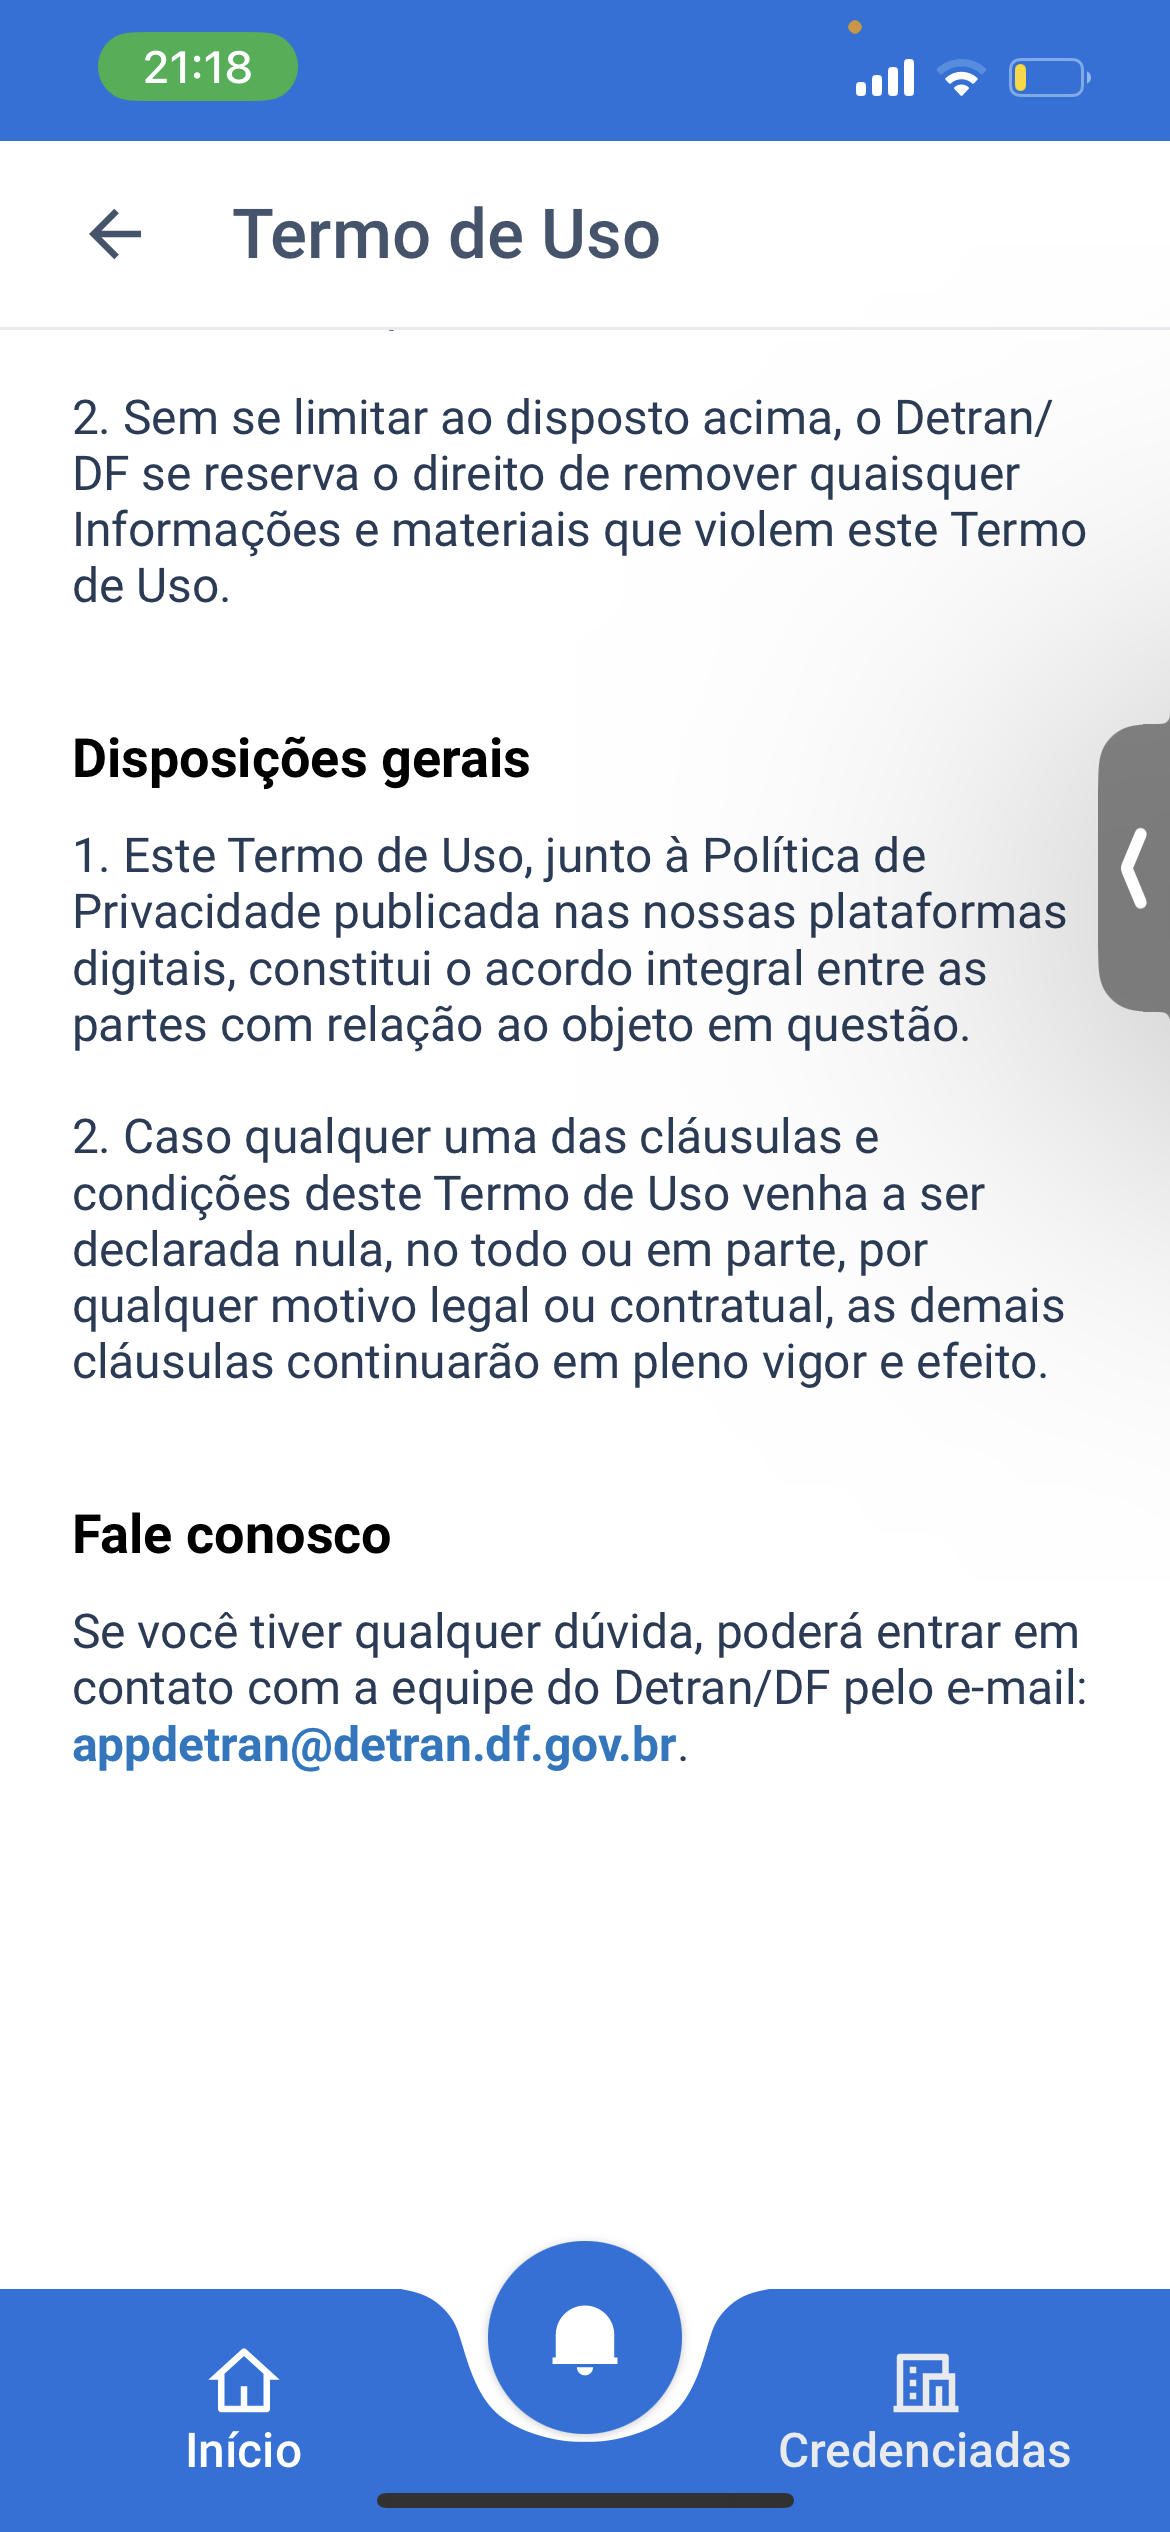 21:18
Termo de Uso
2. Sem se limitar ao disposto acima, o Detran/
DF se reserva o direito de remover quaisquer
Informações e materiais que violem este Termo
de Uso.
Disposições gerais
1. Este Termo de Uso, junto à Política de
Privacidade publicada nas nossas plataformas
digitais, constitui o acordo integral entre as
partes com relação ao objeto em questão.
2. Caso qualquer uma das cláusulas e
condições deste Termo de Uso venha a ser
declarada nula, no todo ou em parte, por
qualquer motivo legal ou contratual, as demais
cláusulas continuarão em pleno vigor e efeito.
Fale conosco
Se você tiver qualquer dúvida, poderá entrar em
contato com a equipe do Detran/DF pelo e-mail:
appdetran@detran.df.gov.br.
Início
Credenciadas